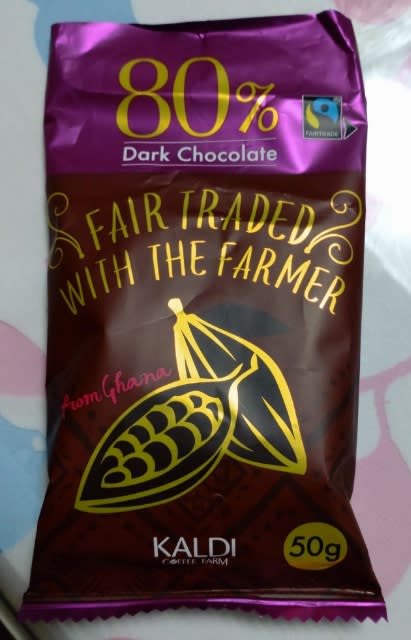 80%
Dark Chocolate
FAIRTRADE
FAIR TRADED
WITH THE FARMER
from Ghana
KALDI
COFFEE FARM
50g